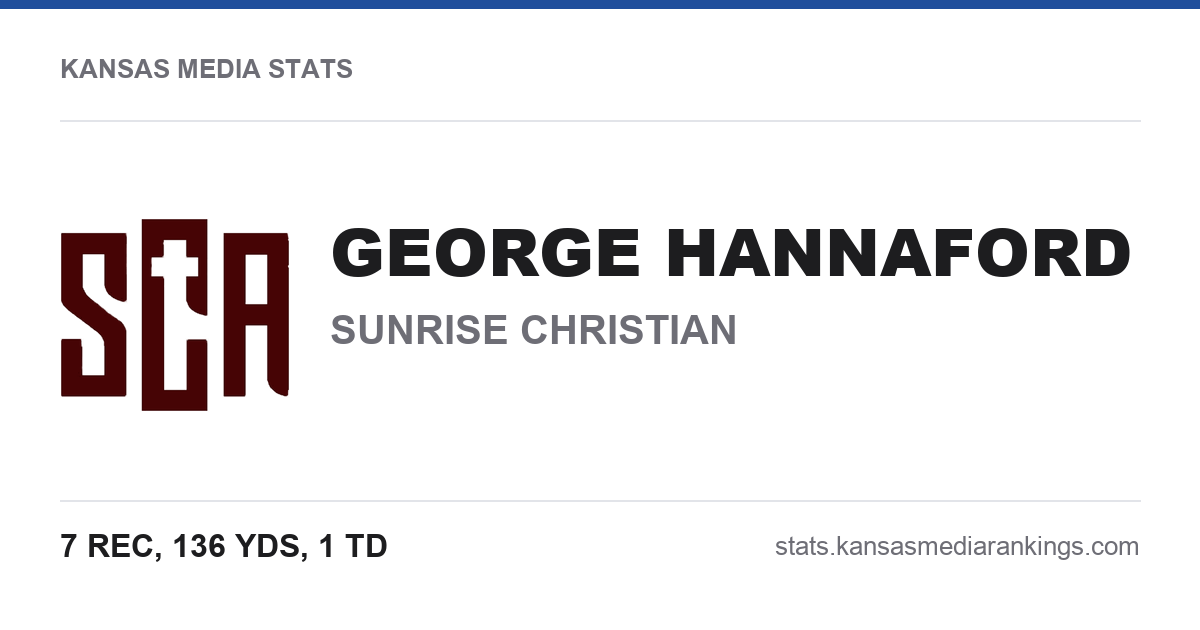 KANSAS MEDIA STATS
SCA
GEORGE HANNAFORD
SUNRISE CHRISTIAN
7 REC, 136 YDS, 1 TD
stats.kansasmediarankings.com